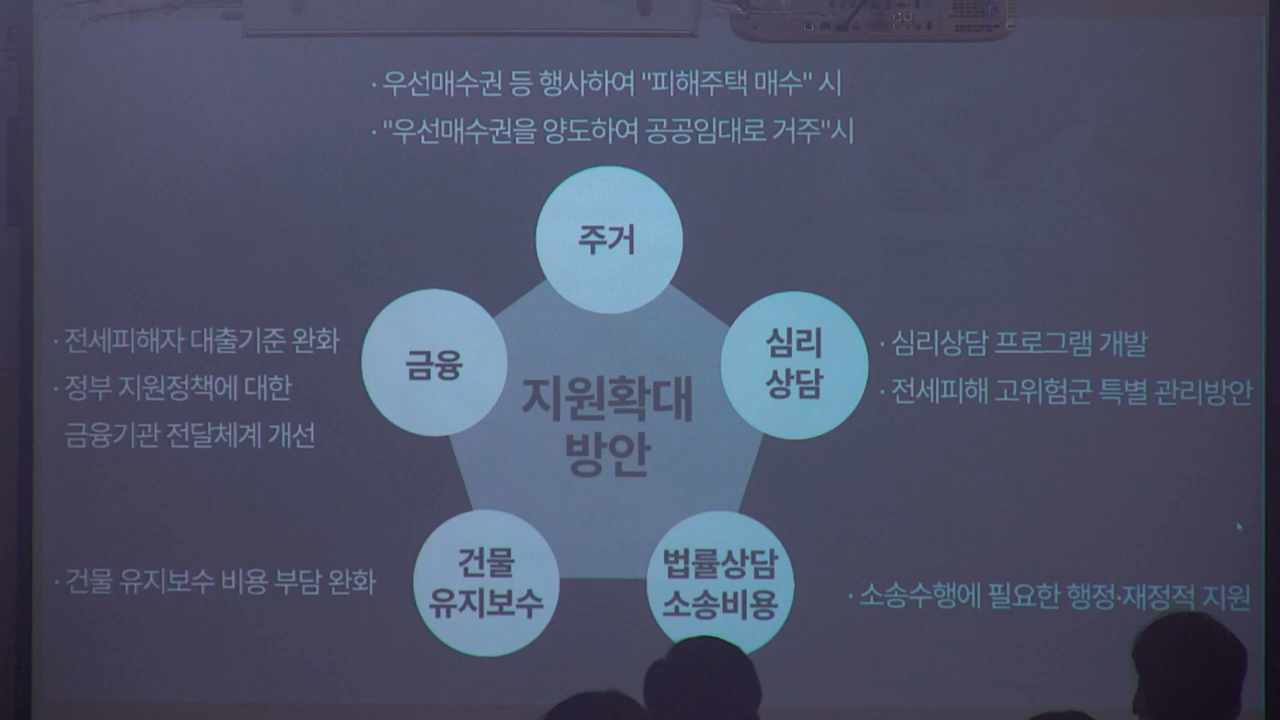 · 우선매수권 등 행사하여 "피해주택 매수" 시
· "우선매수권을 양도하여 공공임대로 거주"시
주거
· 전세피해자 대출기준 완화
· 정부 지원정책에 대한
금융기관 전달체계 개선
금융
심리
상담
· 심리상담 프로그램 개발
· 전세피해 고위험군 특별 관리방안
지원확대
방안
· 건물 유지보수 비용 부담 완화
건물
유지보수
법률상담
소송비용
· 소송수행에 필요한 행정·재정적 지원